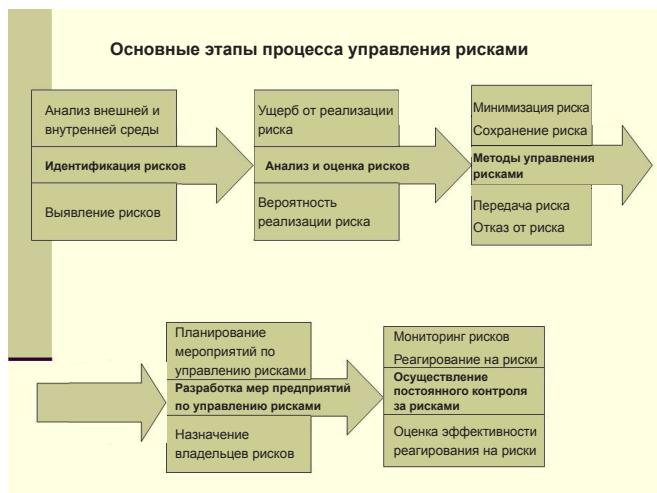 Основные этапы процесса управления рисками
Анализ внешней и
внутренней среды
Идентификация рисков
Выявление рисков
Ущерб от реализации
риска
Анализ и оценка рисков
Вероятность
реализации риска
Минимизация риска
Сохранение риска
Методы управления
рисками
Передача риска
Отказ от риска
Планирование
мероприятий по
управлению рисками
Разработка мер предприятий
по управлению рисками
Назначение
владельцев рисков
Мониторинг рисков
Реагирование на риски
Осуществление
постоянного контроля
за рисками
Оценка эффективности
реагирования на риски